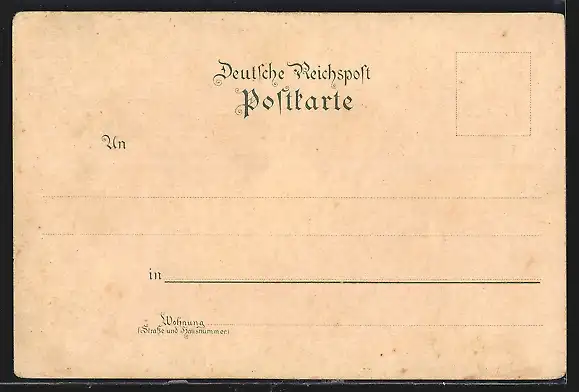 Deutſche Reichspoſt
Poſtkarte
An
in
Wohnung
(Straße und Hausnummer)